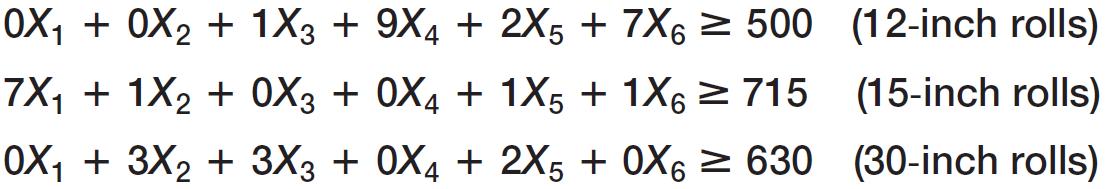 0X₁ + 0X₂ + 1X₃ + 9X₄ + 2X₅ + 7X₆ ≥ 500 (12-inch rolls)
7X₁ + 1X₂ + 0X₃ + 0X₄ + 1X₅ + 1X₆ ≥ 715 (15-inch rolls)
0X₁ + 3X₂ + 3X₃ + 0X₄ + 2X₅ + 0X₆ ≥ 630 (30-inch rolls)